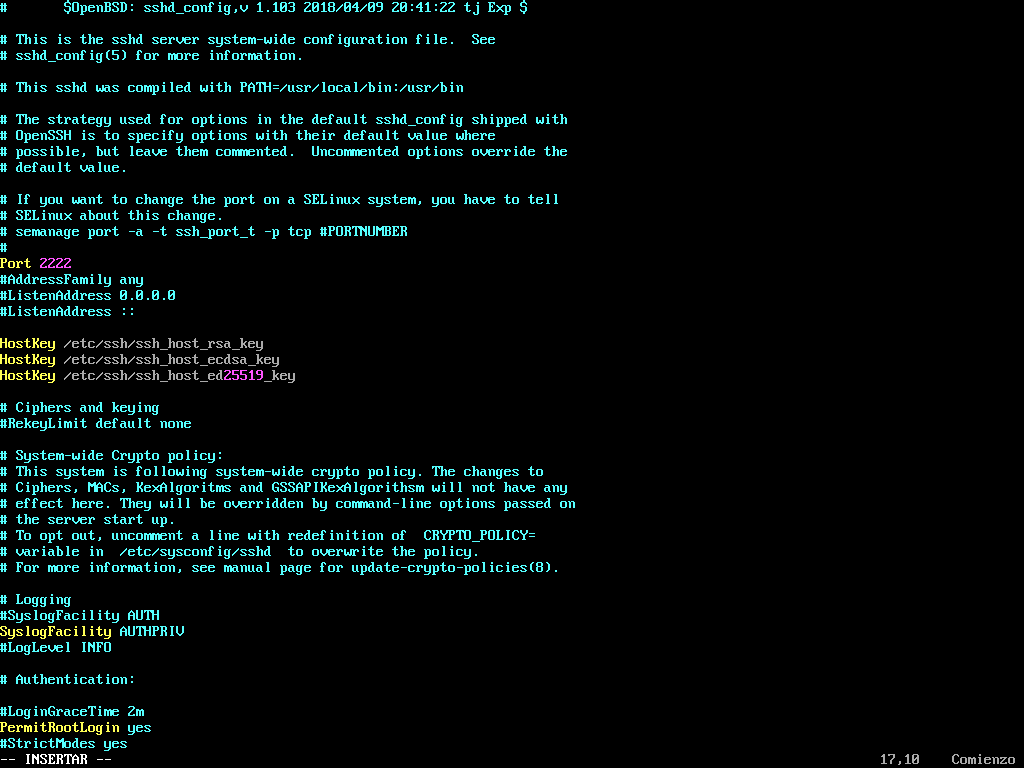 #       $OpenBSD: sshd_config,v 1.103 2018/04/09 20:41:22 tj Exp $
# This is the sshd server system-wide configuration file.  See
# sshd_config(5) for more information.
# This sshd was compiled with PATH=/usr/local/bin:/usr/bin
# The strategy used for options in the default sshd_config shipped with
# OpenSSH is to specify options with their default value where
# possible, but leave them commented.  Uncommented options override the
# default value.
# If you want to change the port on a SELinux system, you have to tell
# SELinux about this change.
# semanage port -a -t ssh_port_t -p tcp #PORTNUMBER
#
Port 2222
#AddressFamily any
#ListenAddress 0.0.0.0
#ListenAddress ::
HostKey /etc/ssh/ssh_host_rsa_key
HostKey /etc/ssh/ssh_host_ecdsa_key
HostKey /etc/ssh/ssh_host_ed25519_key
# Ciphers and keying
#RekeyLimit default none
# System-wide Crypto policy:
# This system is following system-wide crypto policy. The changes to
# Ciphers, MACs, KexAlgoritms and GSSAPIKexAlgorithsm will not have any
# effect here. They will be overridden by command-line options passed on
# the server start up.
# To opt out, uncomment a line with redefinition of  CRYPTO_POLICY=
# variable in  /etc/sysconfig/sshd  to overwrite the policy.
# For more information, see manual page for update-crypto-policies(8).
# Logging
#SyslogFacility AUTH
SyslogFacility AUTHPRIV
#LogLevel INFO
# Authentication:
#LoginGraceTime 2m
PermitRootLogin yes
#StrictModes yes
-- INSERTAR --                                                17,10    Comienzo